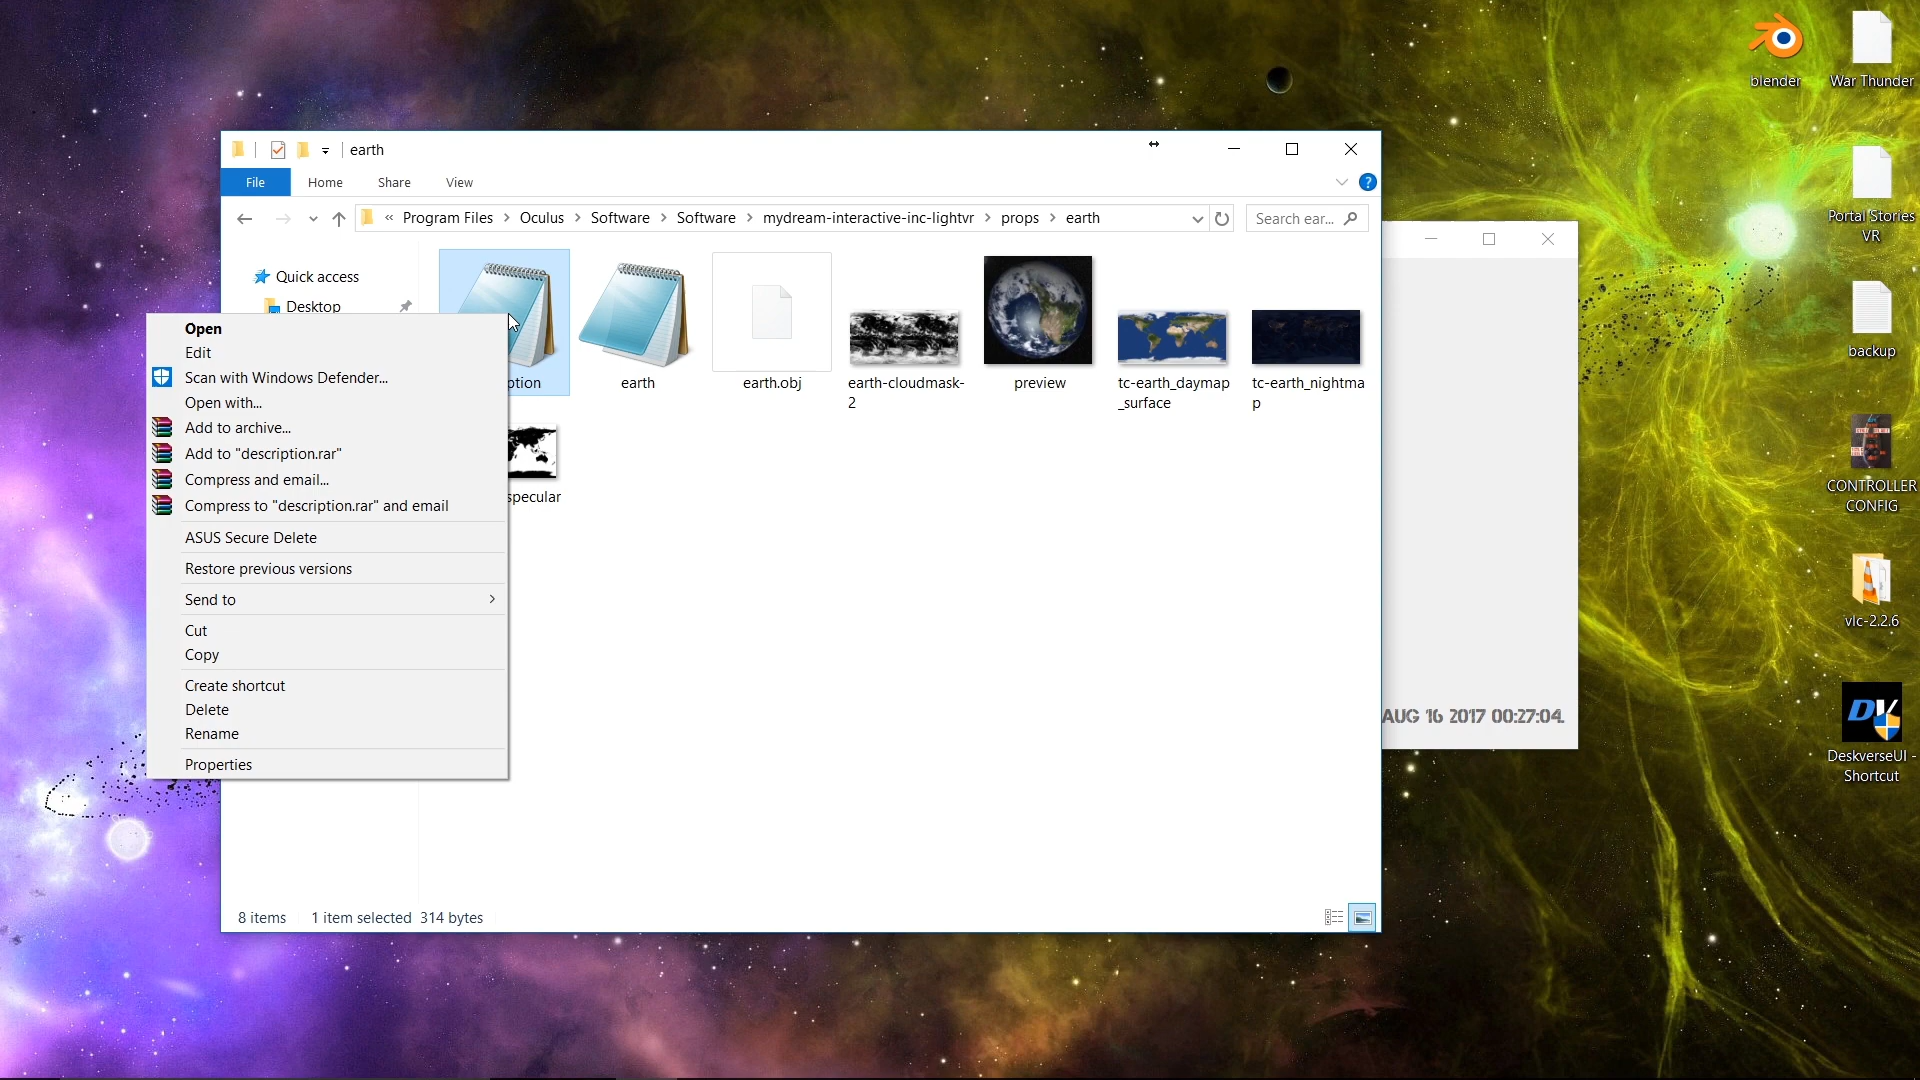 earth
File
Home
Share
View
?
« Program Files > Oculus > Software > Software > mydream-interactive-inc-lightvr > props > earth
Search ear...
Quick access
Desktop
ption
earth
earth.obj
earth-cloudmask-
2
preview
tc-earth_daymap
_surface
tc-earth_nightma
p
specular
Open
Edit
Scan with Windows Defender...
Open with...
Add to archive...
Add to "description.rar"
Compress and email...
Compress to "description.rar" and email
ASUS Secure Delete
Restore previous versions
Send to
Cut
Copy
Create shortcut
Delete
Rename
Properties
8 items
1 item selected 314 bytes
AUG 16 2017 00:27:04.
blender
War Thunder
Portal Stories
VR
backup
CONTROLLER
CONFIG
vlc-2.2.6
DV
DeskverseUI -
Shortcut